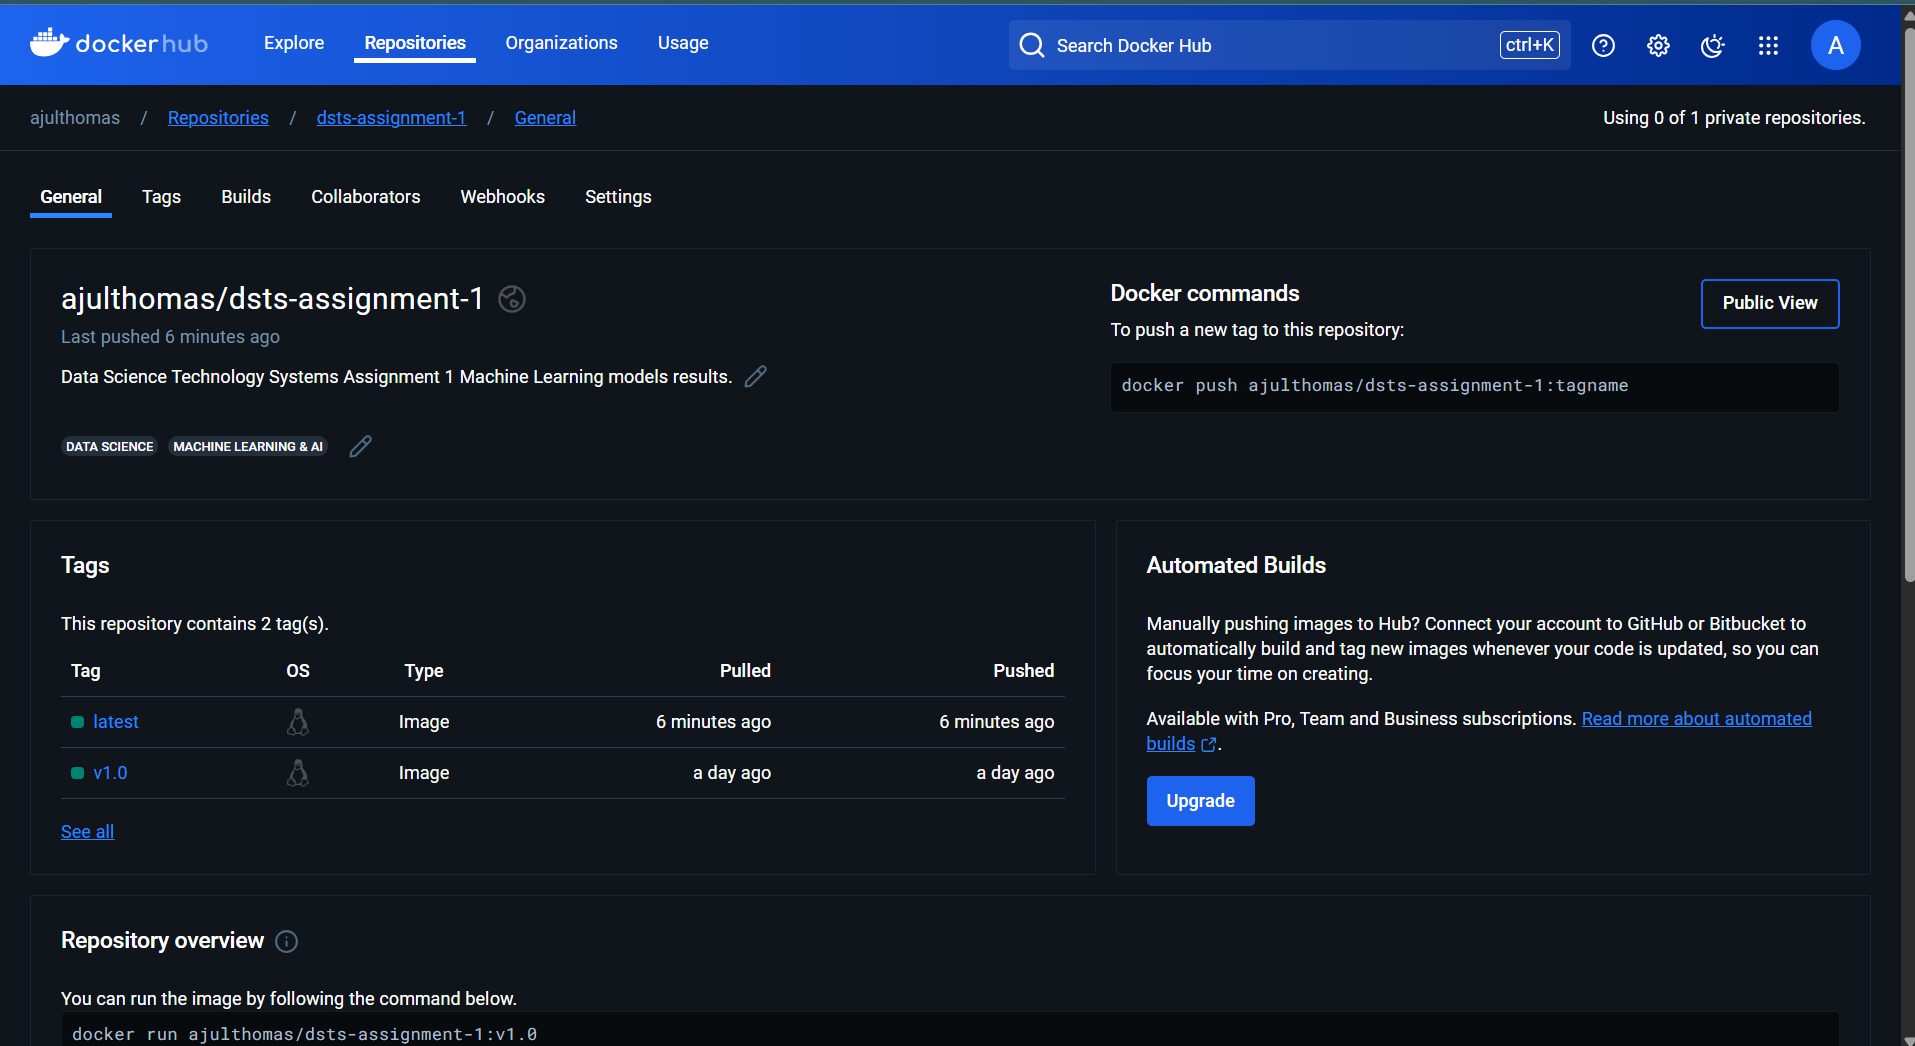 docker hub
Explore
Repositories
Organizations
Usage
Search Docker Hub
ctrl+K
A
ajulthomas / Repositories / dsts-assignment-1 / General
Using 0 of 1 private repositories.
General
Tags
Builds
Collaborators
Webhooks
Settings
ajulthomas/dsts-assignment-1
Last pushed 6 minutes ago
Data Science Technology Systems Assignment 1 Machine Learning models results.
DATA SCIENCE
MACHINE LEARNING & AI
Docker commands
Public View
To push a new tag to this repository:
docker push ajulthomas/dsts-assignment-1:tagname
Tags
This repository contains 2 tag(s).
Tag OS Type Pulled Pushed
latest Image 6 minutes ago 6 minutes ago
v1.0 Image a day ago a day ago
See all
Automated Builds
Manually pushing images to Hub? Connect your account to GitHub or Bitbucket to
automatically build and tag new images whenever your code is updated, so you can
focus your time on creating.
Available with Pro, Team and Business subscriptions. Read more about automated
builds.
Upgrade
Repository overview
You can run the image by following the command below.
docker run ajulthomas/dsts-assignment-1:v1.0